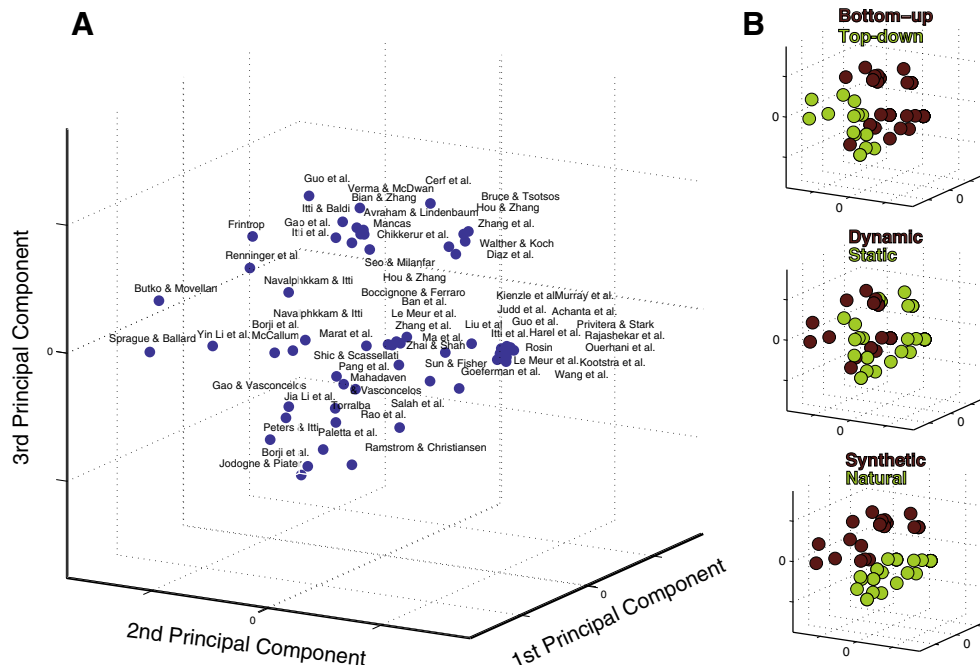 A
Guo et al.
Verma & McDwan
Cerf et al.
Bian & Zhang
Bruce & Tsotsos
Itti & Baldi
Avraham & Lindenbaum
Hou & Zhang
Frintrop
Gao et al.
Mancas
Zhang et al.
Itti et al.
Chikkerur et al.
Walther & Koch
Renninger et al.
Diaz et al.
Seo & Milanfar
Navalphkkam & Itti
Hou & Zhang
Butko & Movellan
Boccignone & Ferraro
Kienzle et al.
Murray et al.
Ban et al.
Navalphkkam & Itti
Le Meur et al.
Judd et al.
Achanta et al.
Borji et al.
Zhang et al.
Liu et al.
Guo et al.
Privitera & Stark
Sprague & Ballard
Yin Li et al.
McCallum
Marat et al.
Ma et al.
Itti et al.
Harel et al.
Rajashekar et al.
Zhai & Shah
Rosin
Ouerhani et al.
Shic & Scassellati
Sun & Fisher
Le Meur et al.
Kootstra et al.
Pang et al.
Goeferman et al.
Wang et al.
Gao & Vasconcelos
Mahadaven
& Vasconcelos
Jia Li et al.
Torralba
Salah et al.
Rao et al.
Peters & Itti
Paletta et al.
Borji et al.
Ramstrom & Christiansen
Jodogne & Piater
3rd Principal Component
0
2nd Principal Component
0
1st Principal Component
0
B
Bottom–up
Top-down
0
0
0
Dynamic
Static
0
0
0
Synthetic
Natural
0
0
0